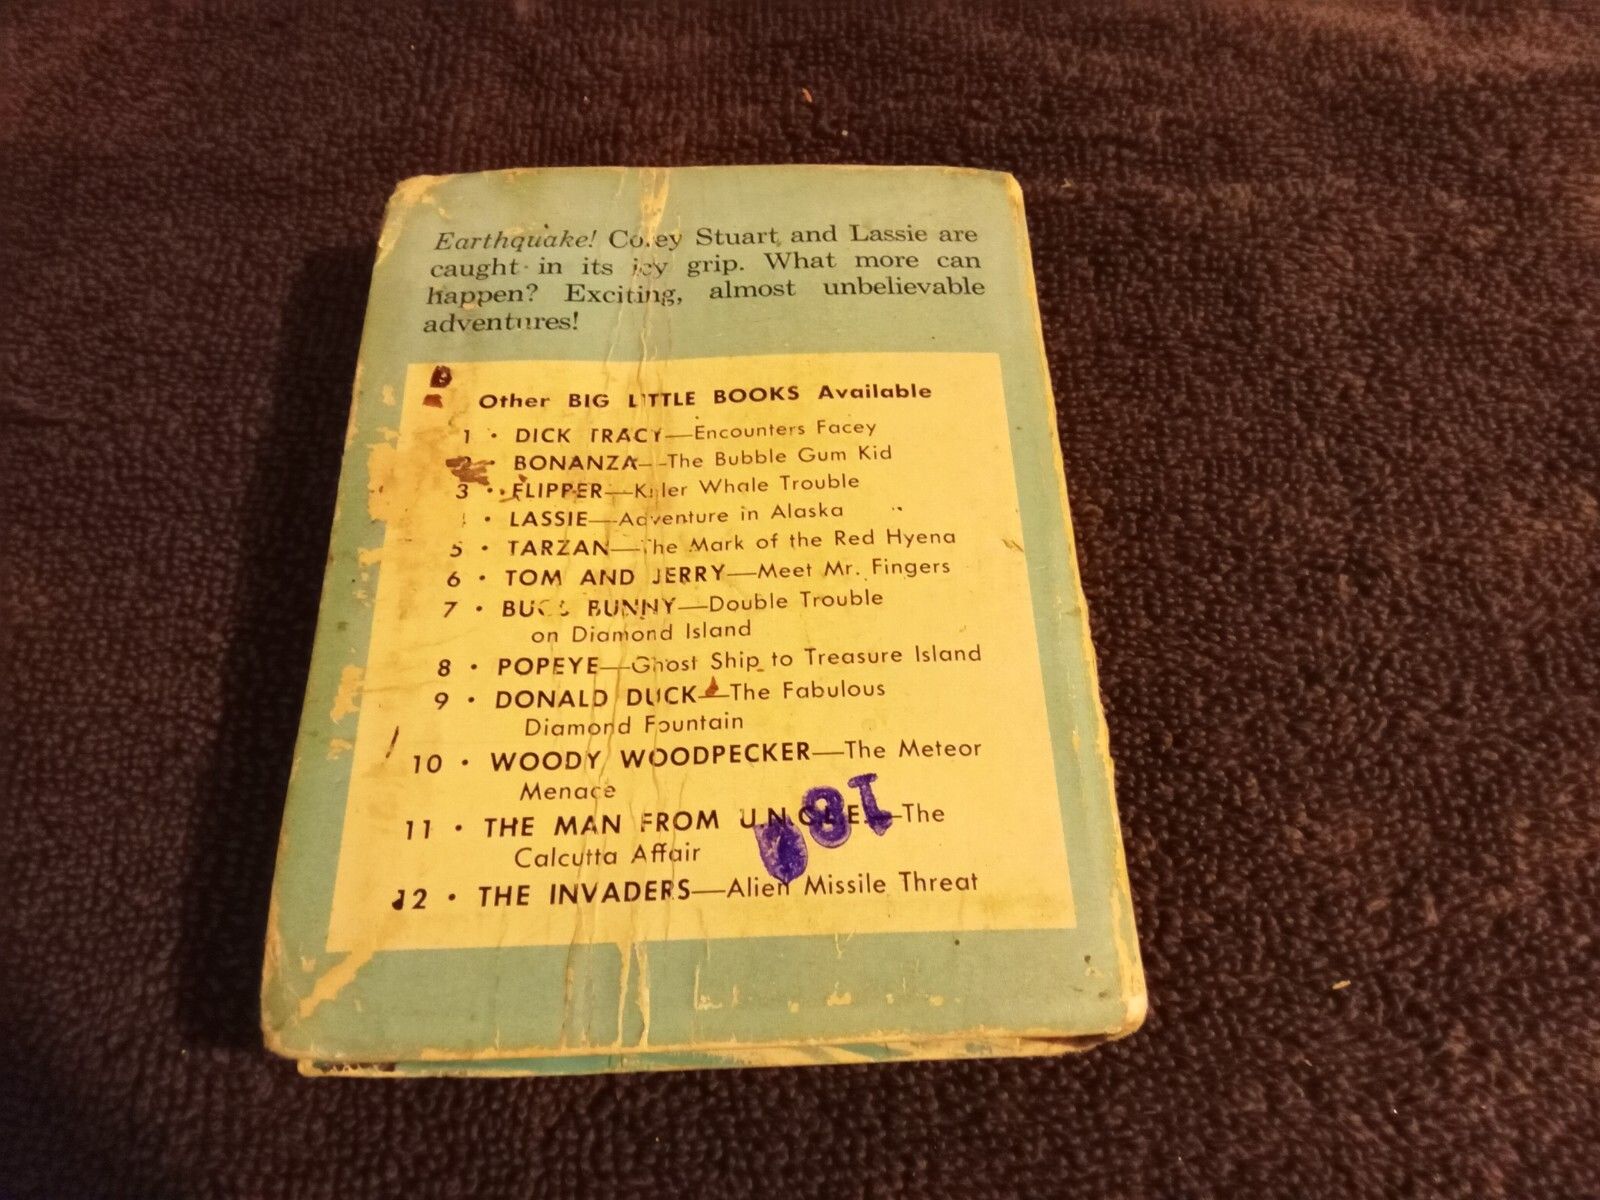 Earthquake! Corey Stuart and Lassie are
caught in its icy grip. What more can
happen? Exciting, almost unbelievable
adventures!
Other BIG LITTLE BOOKS Available
1 • DICK TRACY—Encounters Facey
2 • BONANZA—The Bubble Gum Kid
3 • FLIPPER—Killer Whale Trouble
• LASSIE—Adventure in Alaska
5 • TARZAN—The Mark of the Red Hyena
6 • TOM AND JERRY—Meet Mr. Fingers
7 • BUGS BUNNY—Double Trouble
on Diamond Island
8 • POPEYE—Ghost Ship to Treasure Island
9 • DONALD DUCK—The Fabulous
Diamond Fountain
10 • WOODY WOODPECKER—The Meteor
Menace
11 • THE MAN FROM U.N.C.L.E.—The
Calcutta Affair
12 • THE INVADERS—Alien Missile Threat